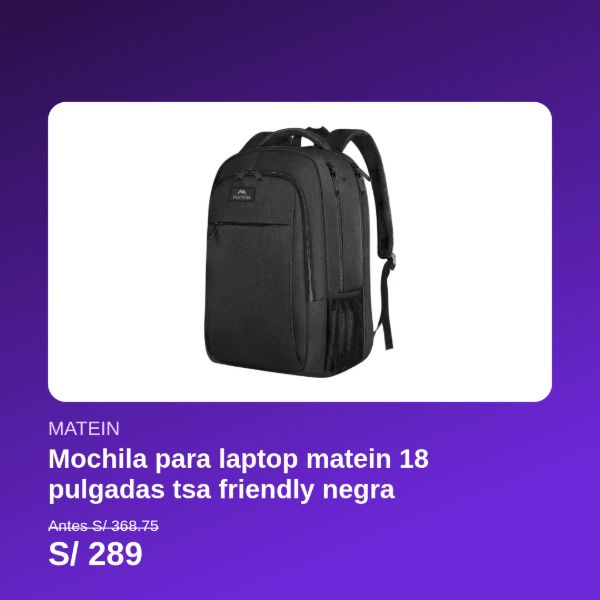 MATEIN
MATEIN
Mochila para laptop matein 18
pulgadas tsa friendly negra
Antes S/ 368.75
S/ 289